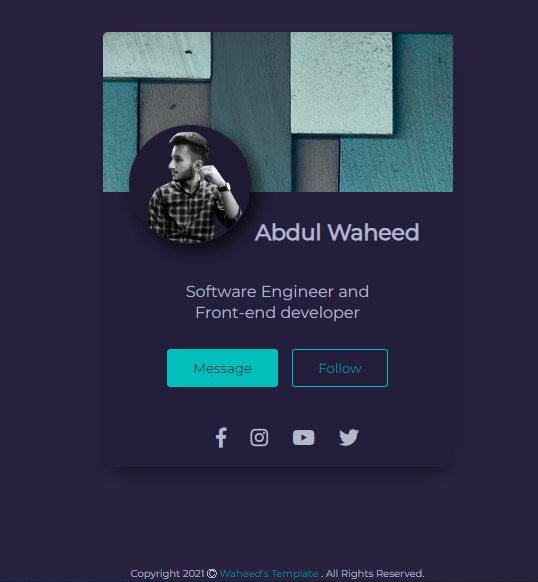 Abdul Waheed
Software Engineer and
Front-end developer
Message
Follow
Copyright 2021 © Waheed's Template . All Rights Reserved.